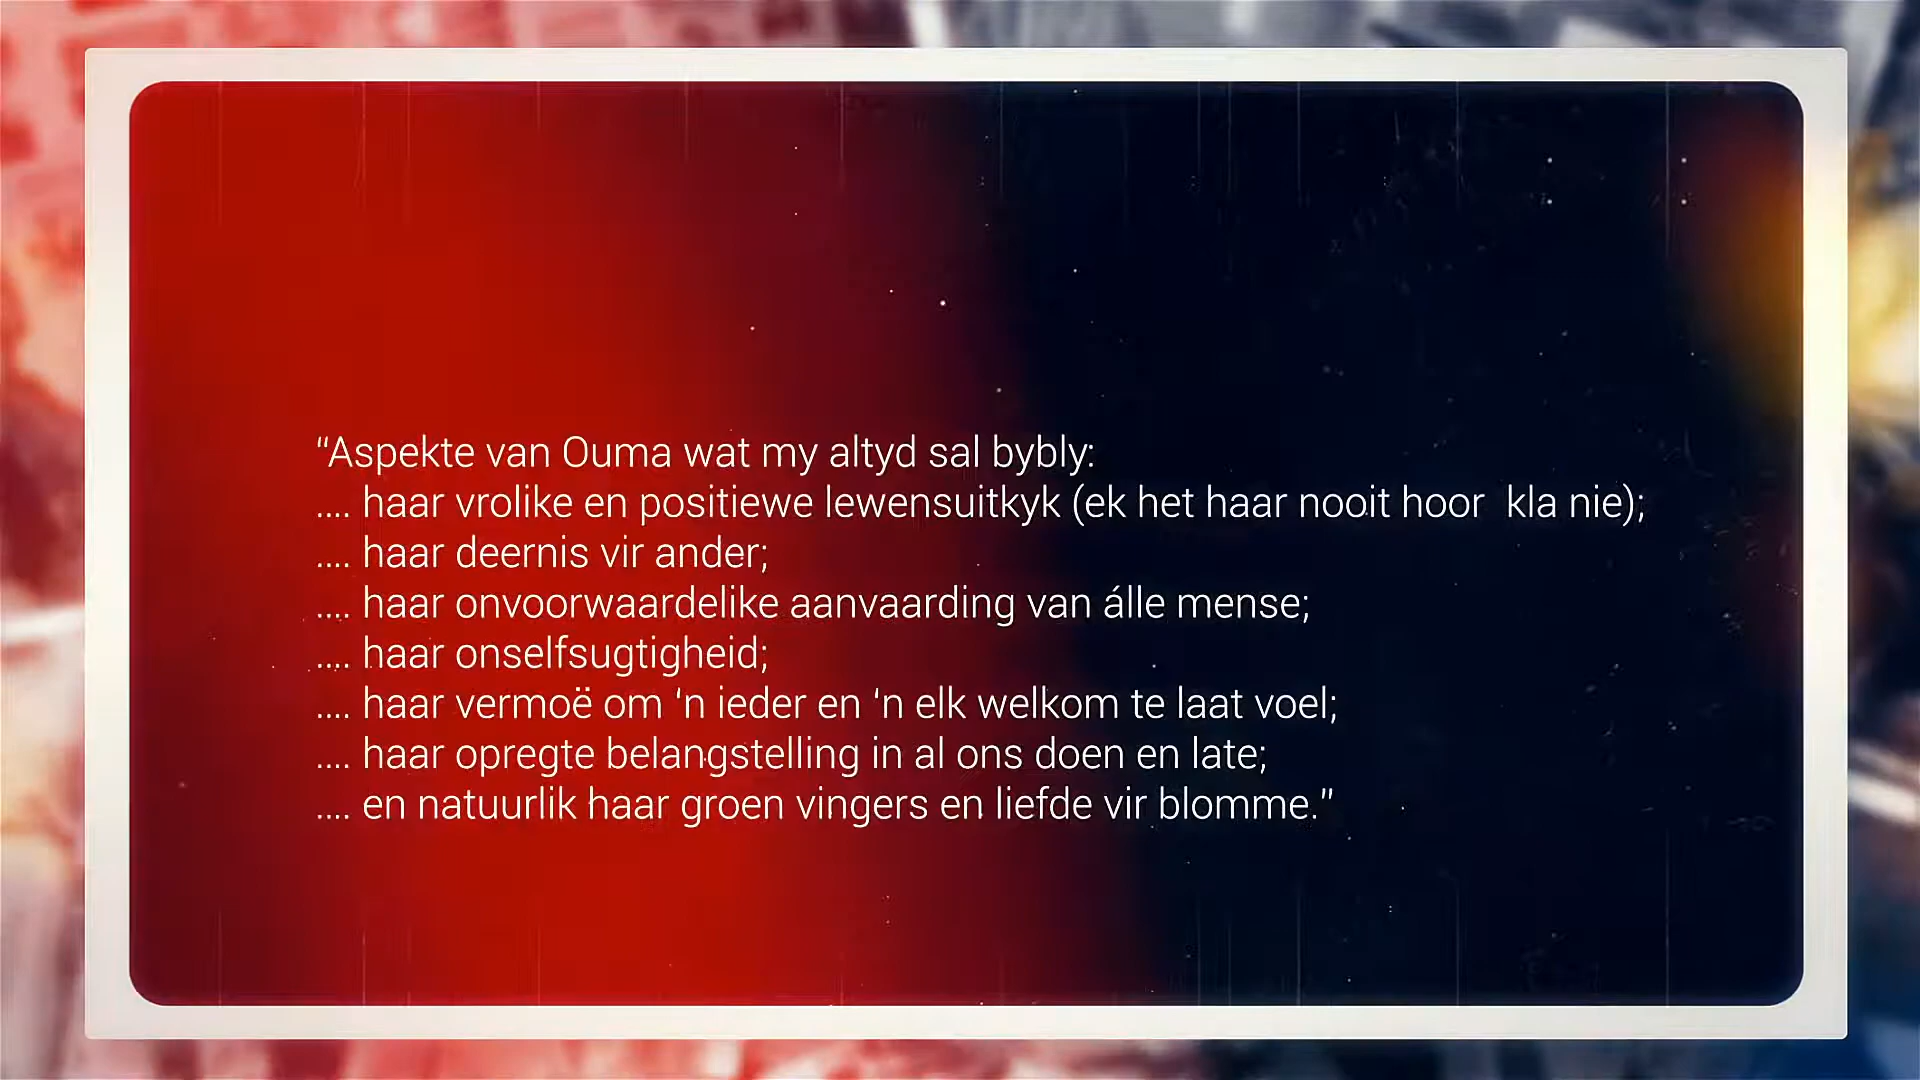 “Aspekte van Ouma wat my altyd sal bybly:
.... haar vrolike en positiewe lewensuitkyk (ek het haar nooit hoor  kla nie);
.... haar deernis vir ander;
.... haar onvoorwaardelike aanvaarding van álle mense;
.... haar onselfsugtigheid;
.... haar vermoë om ‘n ieder en ‘n elk welkom te laat voel;
.... haar opregte belangstelling in al ons doen en late;
.... en natuurlik haar groen vingers en liefde vir blomme.”